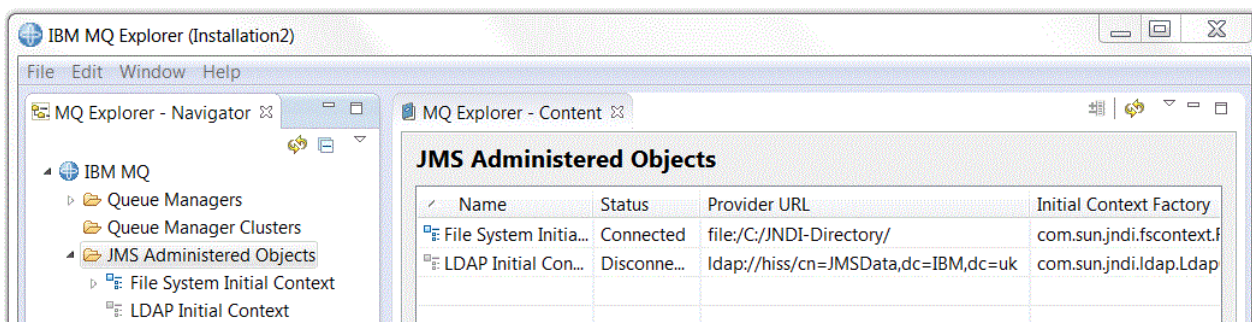 IBM MQ Explorer (Installation2)
File Edit Window Help
MQ Explorer - Navigator
IBM MQ
Queue Managers
Queue Manager Clusters
JMS Administered Objects
File System Initial Context
LDAP Initial Context
MQ Explorer - Content
JMS Administered Objects
Name Status Provider URL Initial Context Factory
File System Initia... Connected file:/C:/JNDI-Directory/ com.sun.jndi.fscontext.F
LDAP Initial Con... Disconne... ldap://hiss/cn=JMSData,dc=IBM,dc=uk com.sun.jndi.ldap.Ldap